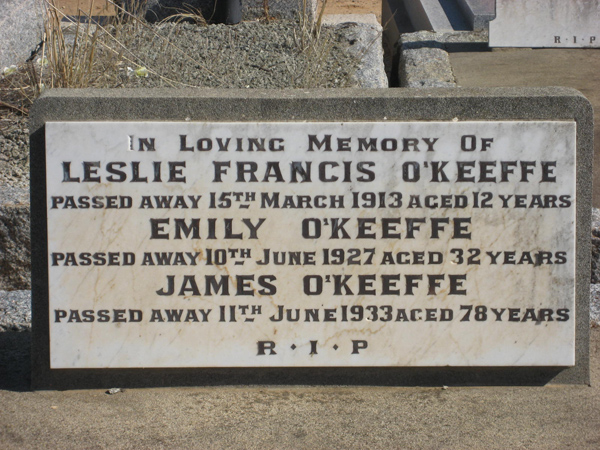 R·I·P
IN LOVING MEMORY OF
LESLIE FRANCIS O'KEEFFE
PASSED AWAY 15TH MARCH 1913 AGED 12 YEARS
EMILY O'KEEFFE
PASSED AWAY 10TH JUNE 1927 AGED 32 YEARS
JAMES O'KEEFFE
PASSED AWAY 11TH JUNE 1933 AGED 78 YEARS
R·I·P